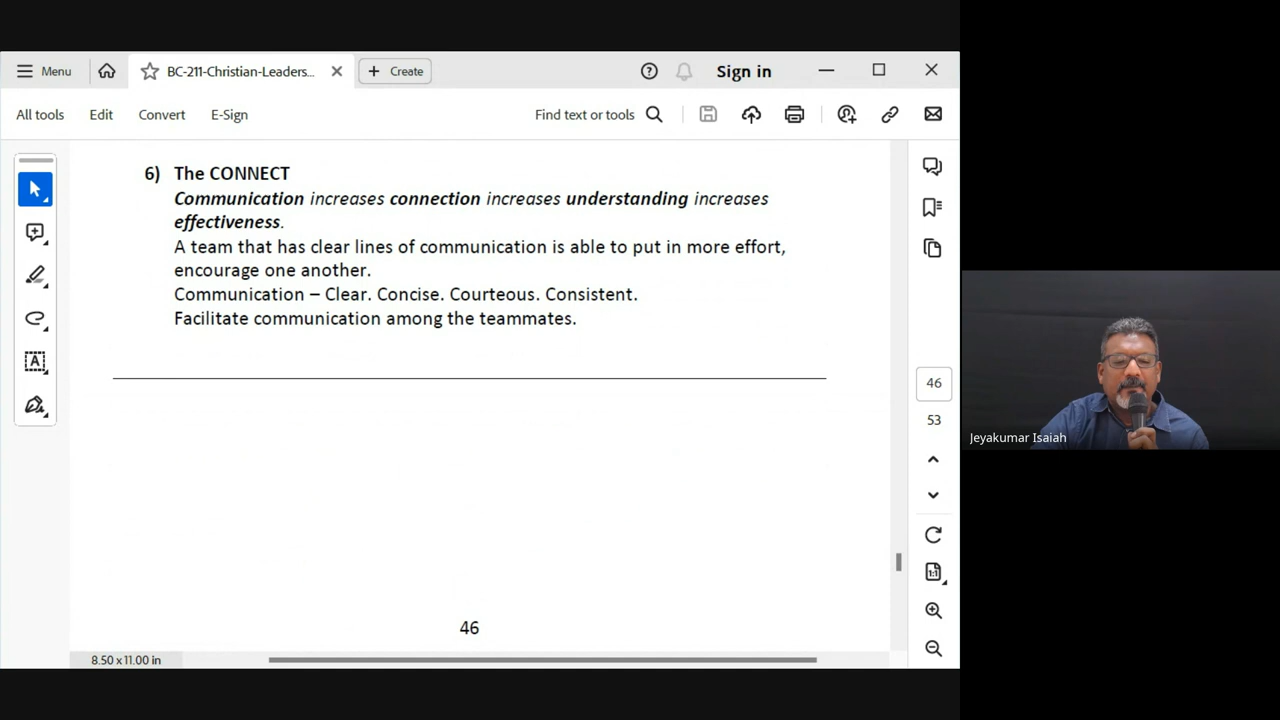 Menu
BC-211-Christian-Leaders...
Create
Sign in
All tools
Edit
Convert
E-Sign
Find text or tools
6) The CONNECT
Communication increases connection increases understanding increases
effectiveness.
A team that has clear lines of communication is able to put in more effort,
encourage one another.
Communication – Clear. Concise. Courteous. Consistent.
Facilitate communication among the teammates.
46
8.50 x 11.00 in
46
53
1:1
Jeyakumar Isaiah